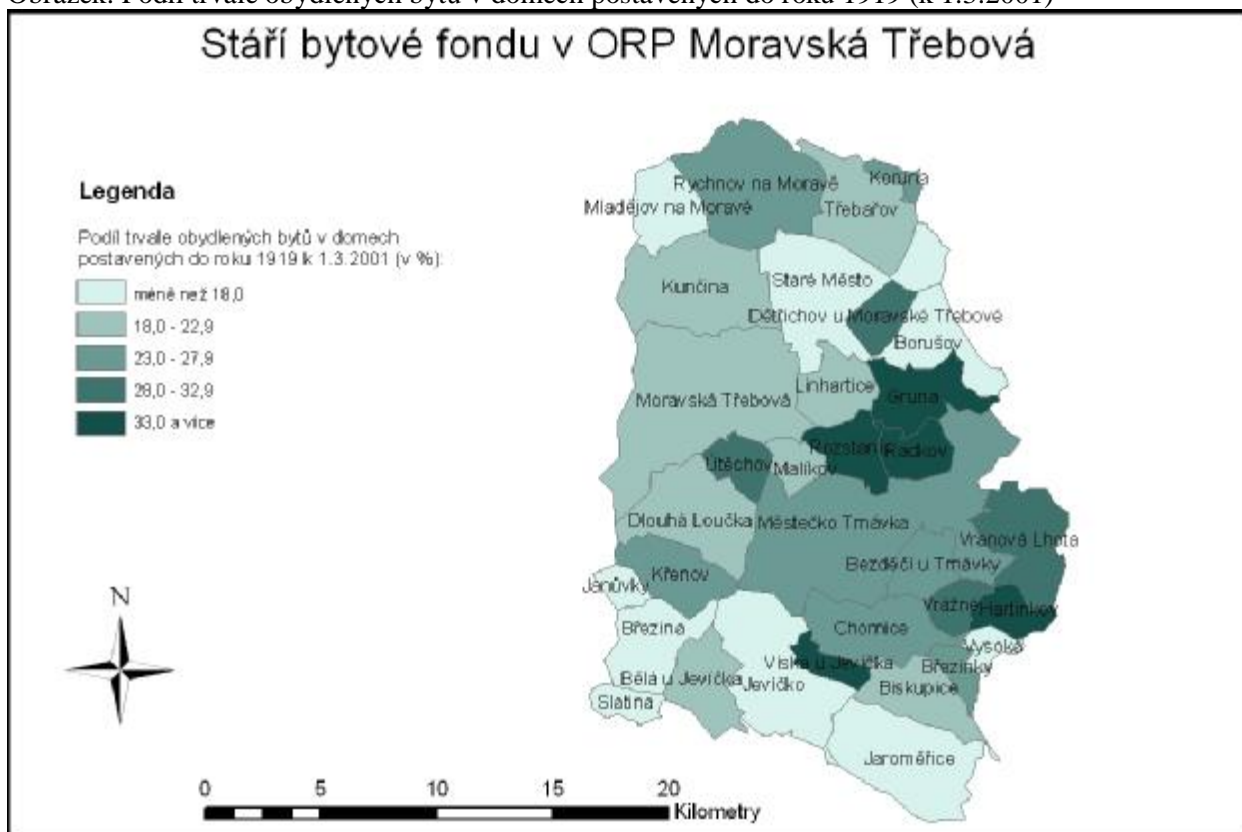 Obrázek: Podíl trvale obydlených bytů v domech postavených do roku 1919 (k 1.3.2001)
Stáří bytové fondu v ORP Moravská Třebová
Legenda
Podíl trvale obydlených bytů v domech
postavených do roku 1919 k 1.3.2001 (v %):
méně než 18,0
18,0 - 22,9
23,0 - 27,9
28,0 - 32,9
33,0 a více
Rychnov na Moravě
Koruna
Mladějov na Moravě
Třebařov
Kunčina
Staré Město
Dětřichov u Moravské Třebové
Borušov
Linhartice
Moravská Třebová
Gruna
Rozstání
Radkov
Útěchov
Malíkov
Dlouhá Loučka
Městečko Trnávka
Vranová Lhota
Bezděčí u Trnávky
Janůvky
Křenov
Vrážné
Hartinkov
Březina
Chornice
Vysoká
Víska u Jevíčka
Březinky
Bělá u Jevíčka
Jevíčko
Biskupice
Slatina
Jaroměřice
N
0 5 10 15 20
Kilometry